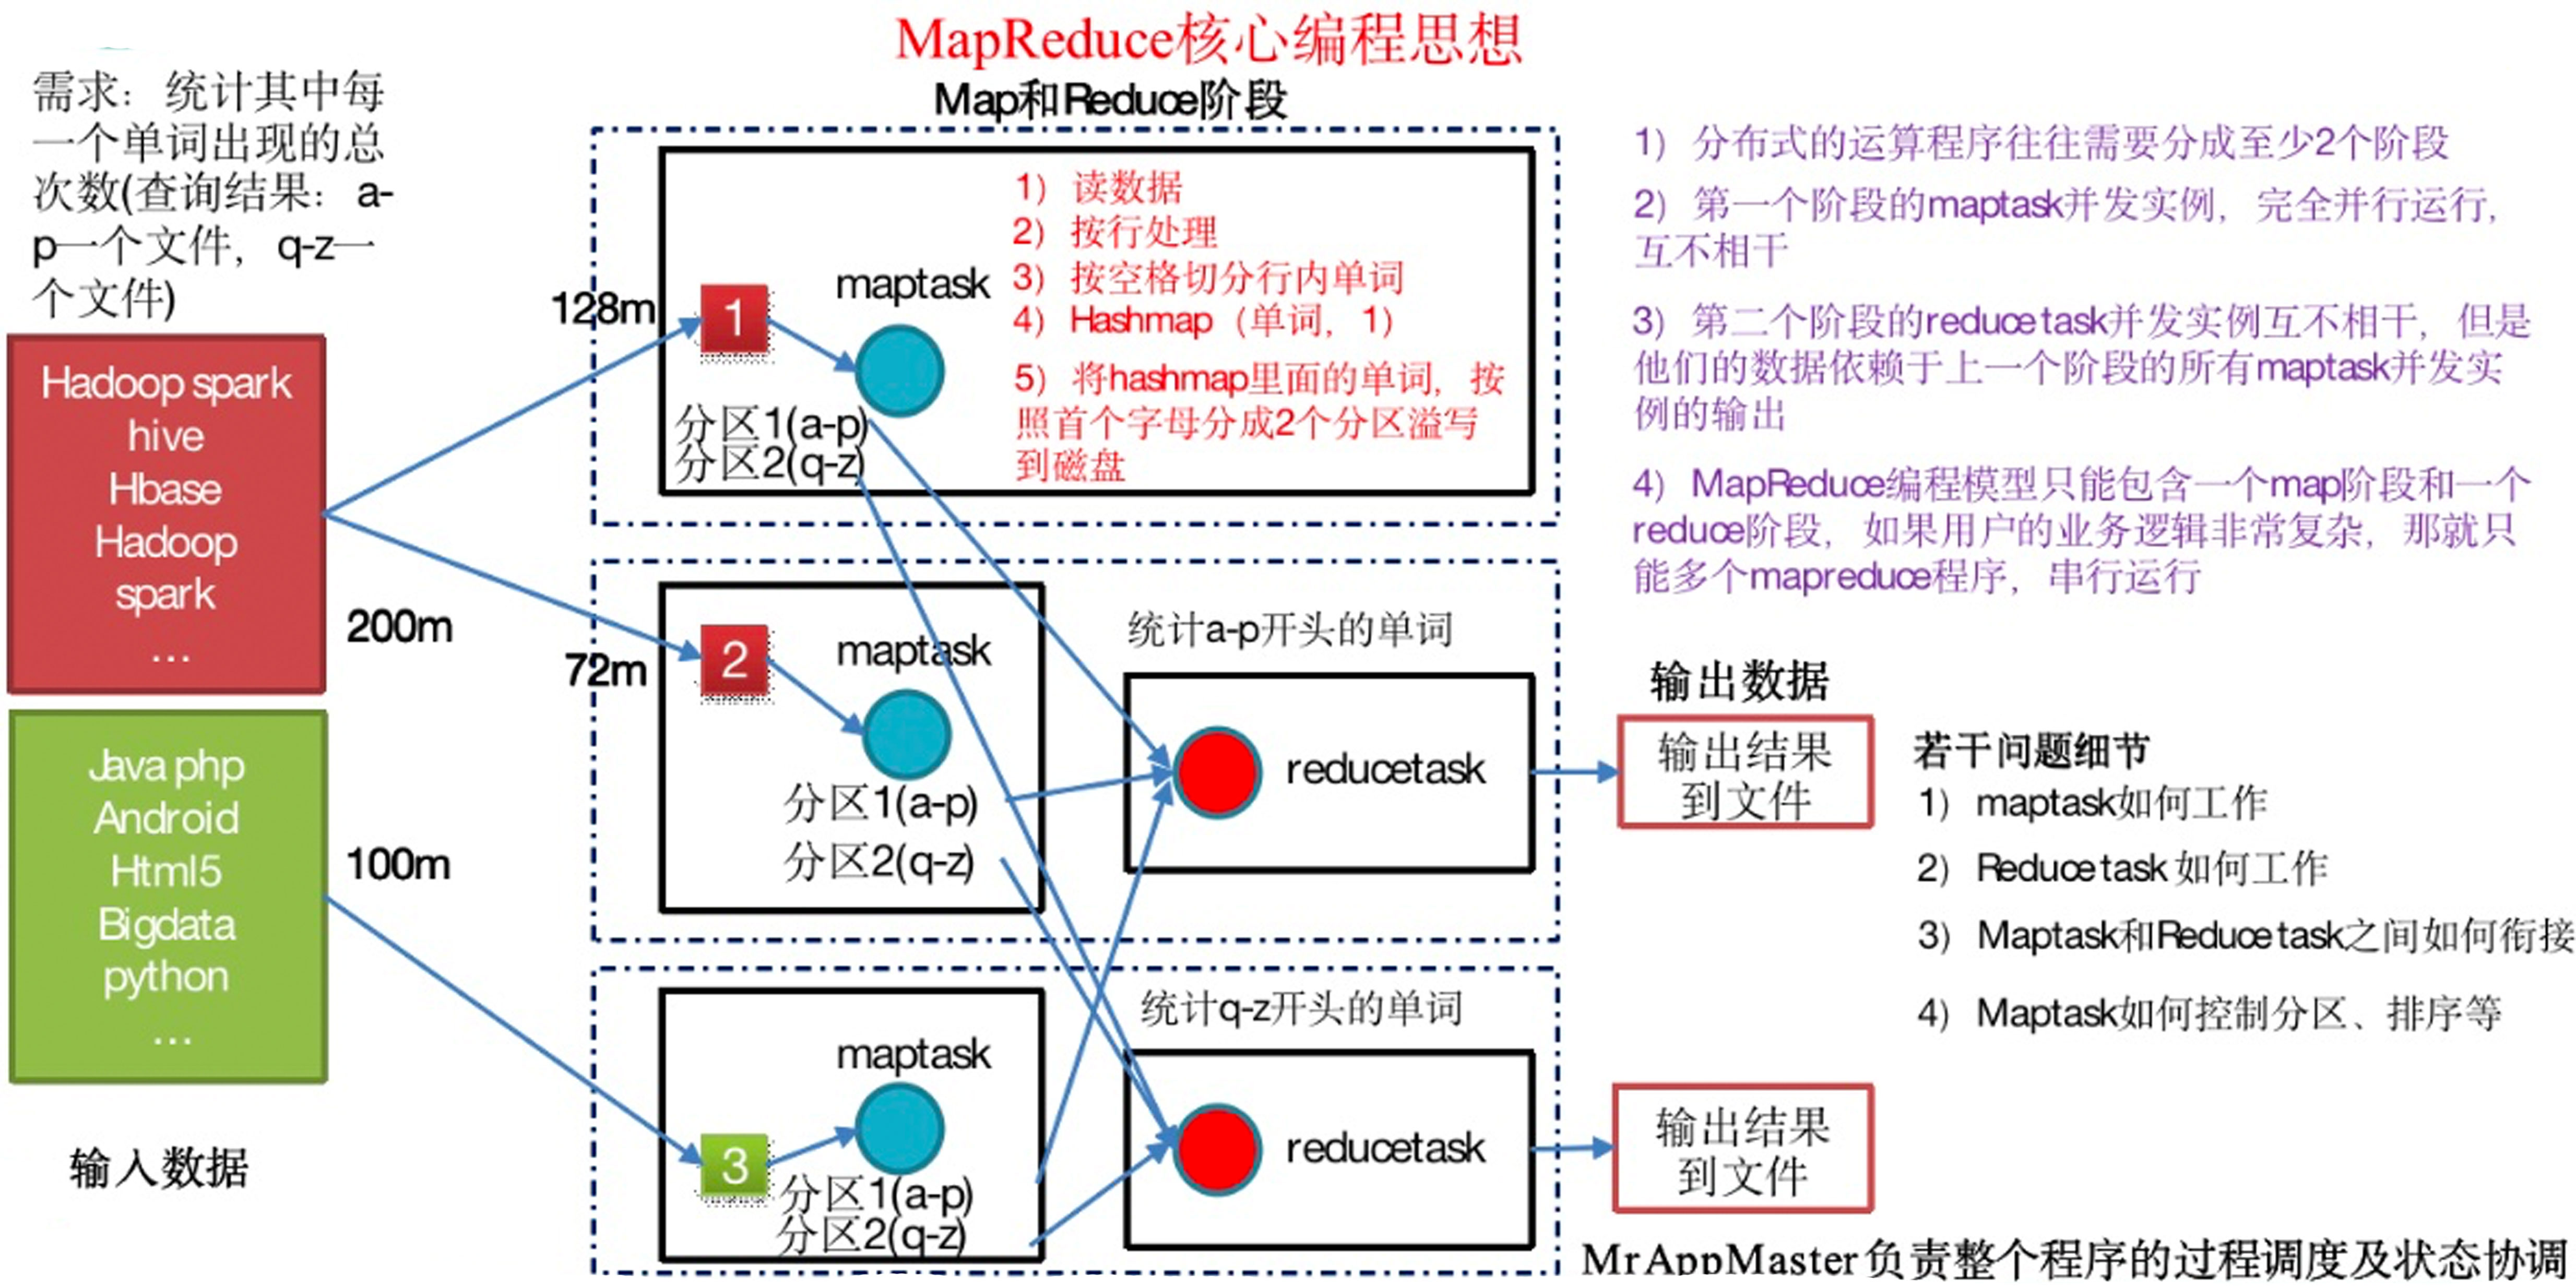 MapReduce核心编程思想
Map和Reduce阶段
需求：统计其中每
一个单词出现的总
次数(查询结果：a-
p一个文件，q-z一
个文件)
Hadoop spark
hive
Hbase
Hadoop
spark
...
200m
Java php
Android
Html5
Bigdata
python
...
100m
输入数据
128m
1
maptask
分区1(a-p)
分区2(q-z)
1）读数据
2）按行处理
3）按空格切分行内单词
4）Hashmap（单词，1）
5）将hashmap里面的单词，按
照首个字母分成2个分区溢写
到磁盘
72m
2
maptask
分区1(a-p)
分区2(q-z)
统计a-p开头的单词
reducetask
3
maptask
分区1(a-p)
分区2(q-z)
统计q-z开头的单词
reducetask
1）分布式的运算程序往往需要分成至少2个阶段
2）第一个阶段的maptask并发实例，完全并行运行，
互不相干
3）第二个阶段的reduce task并发实例互不相干，但是
他们的数据依赖于上一个阶段的所有maptask并发实
例的输出
4）MapReduce编程模型只能包含一个map阶段和一个
reduce阶段，如果用户的业务逻辑非常复杂，那就只
能多个mapreduce程序，串行运行
输出数据
输出结果
到文件
若干问题细节
1）maptask如何工作
2）Reduce task 如何工作
3）Maptask和Reduce task之间如何衔接
4）Maptask如何控制分区、排序等
输出结果
到文件
MrAppMaster负责整个程序的过程调度及状态协调